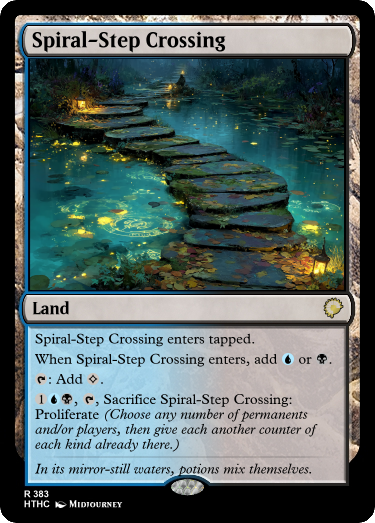 Spiral-Step Crossing
Land
Spiral-Step Crossing enters tapped.
When Spiral-Step Crossing enters, add or .
: Add .
1 , , Sacrifice Spiral-Step Crossing:
Proliferate (Choose any number of permanents
and/or players, then give each another counter of
each kind already there.)
In its mirror-still waters, potions mix themselves.
R 383
HTHC Midjourney